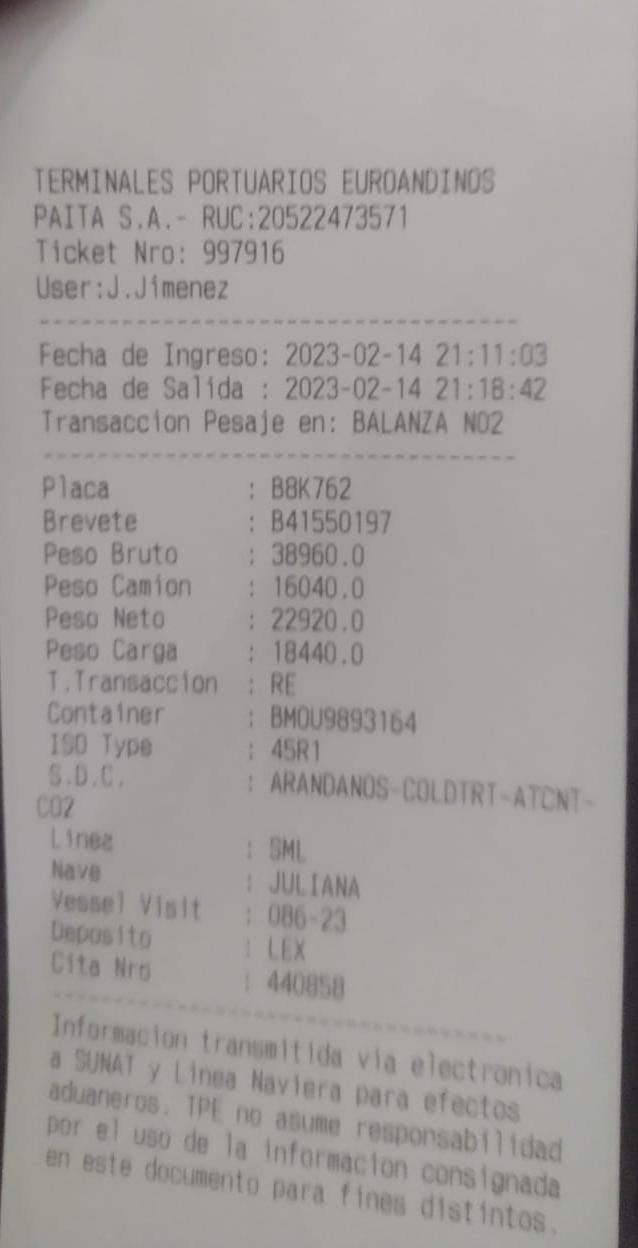 TERMINALES PORTUARIOS EUROANDINOS
PAITA S.A.- RUC:20522473571
Ticket Nro: 997916
User:J.Jimenez
-----------------------------------
Fecha de Ingreso: 2023-02-14 21:11:03
Fecha de Salida : 2023-02-14 21:18:42
Transaccion Pesaje en: BALANZA NO2
-----------------------------------
Placa : B8K762
Brevete : B41550197
Peso Bruto : 38960.0
Peso Camion : 16040.0
Peso Neto : 22920.0
Peso Carga : 18440.0
T.Transaccion : RE
Container : BMOU9893164
ISO Type : 45R1
S.D.C. : ARANDANOS-COLDTRT-ATCNT-
CO2
Linea : SML
Nave : JULIANA
Vessel Visit : 086-23
Deposito : LEX
Cita Nro : 440858
-----------------------------------
Informacion transmitida via electronica
a SUNAT y Linea Naviera para efectos
aduaneros. TPE no asume responsabilidad
por el uso de la informacion consignada
en este documento para fines distintos.